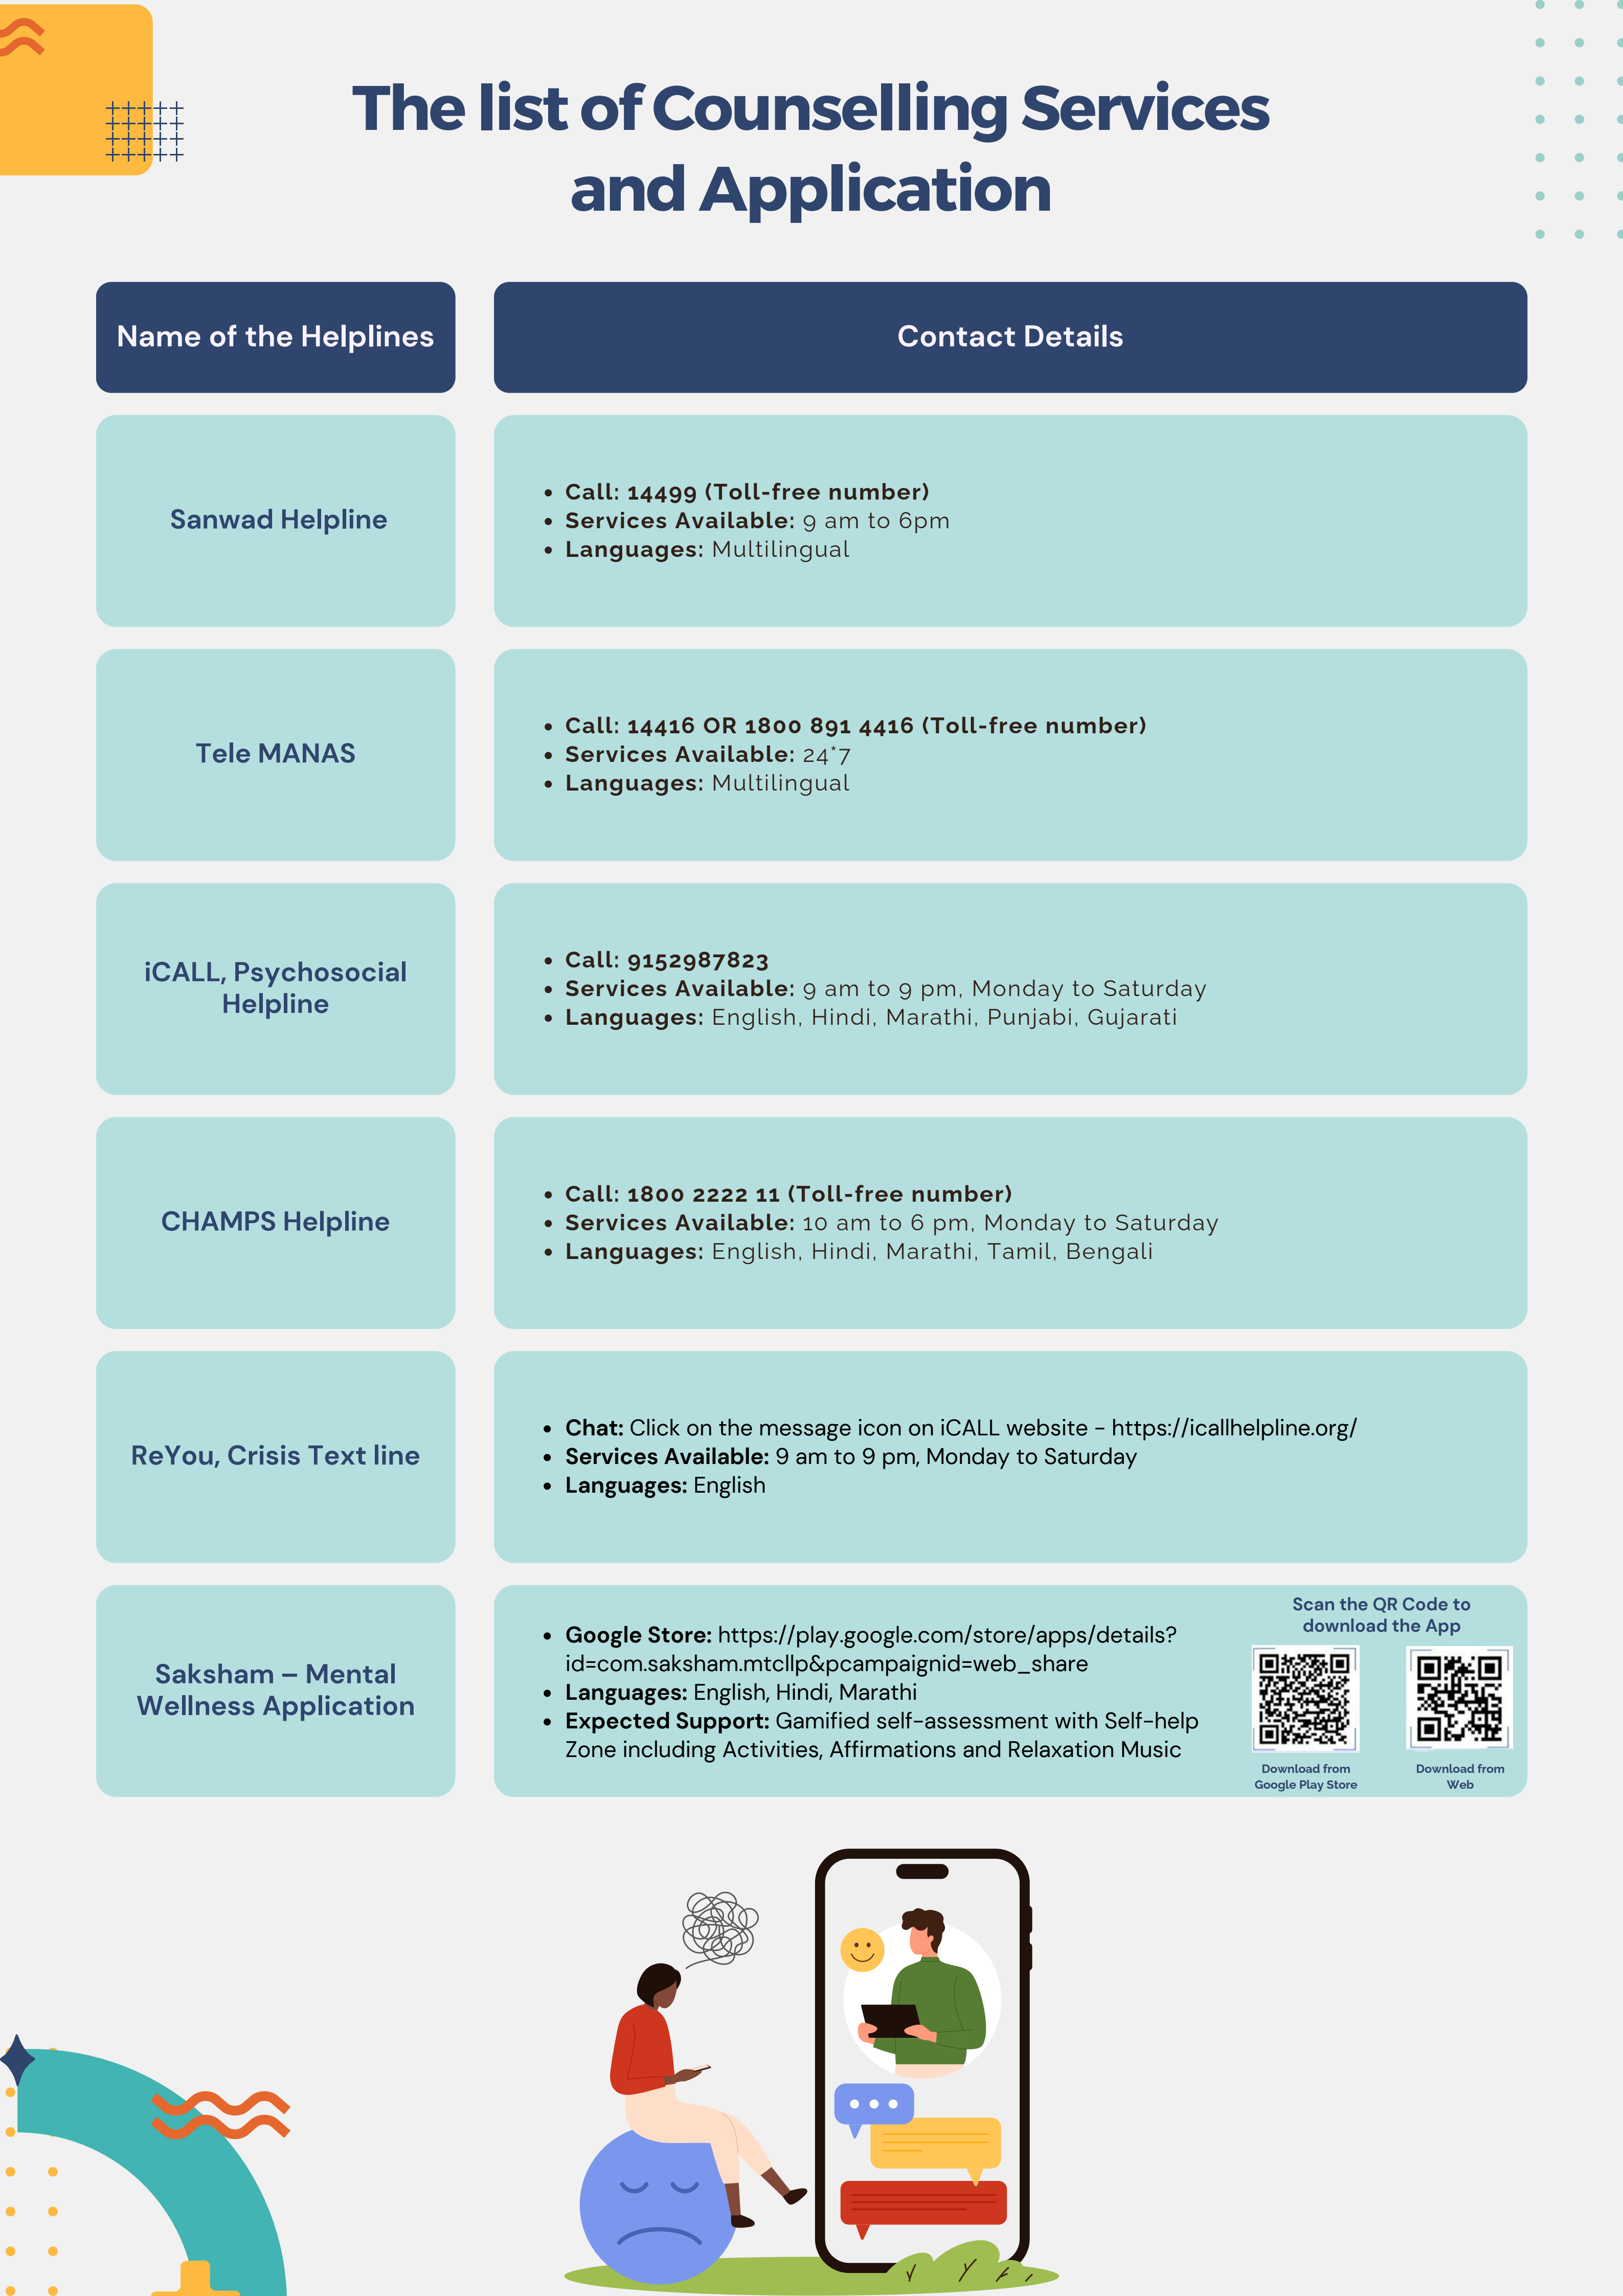 The list of Counselling Services
and Application
Name of the Helplines
Contact Details
Sanwad Helpline
• Call: 14499 (Toll-free number)
• Services Available: 9 am to 6pm
• Languages: Multilingual
Tele MANAS
• Call: 14416 OR 1800 891 4416 (Toll-free number)
• Services Available: 24*7
• Languages: Multilingual
iCALL, Psychosocial
Helpline
• Call: 9152987823
• Services Available: 9 am to 9 pm, Monday to Saturday
• Languages: English, Hindi, Marathi, Punjabi, Gujarati
CHAMPS Helpline
• Call: 1800 2222 11 (Toll-free number)
• Services Available: 10 am to 6 pm, Monday to Saturday
• Languages: English, Hindi, Marathi, Tamil, Bengali
ReYou, Crisis Text line
• Chat: Click on the message icon on iCALL website - https://icallhelpline.org/
• Services Available: 9 am to 9 pm, Monday to Saturday
• Languages: English
Saksham – Mental
Wellness Application
• Google Store: https://play.google.com/store/apps/details?
id=com.saksham.mtcllp&pcampaignid=web_share
• Languages: English, Hindi, Marathi
• Expected Support: Gamified self-assessment with Self-help
Zone including Activities, Affirmations and Relaxation Music
Scan the QR Code to
download the App
Download from
Google Play Store
Download from
Web